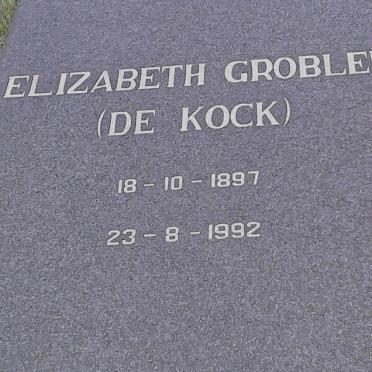 ELIZABETH GROBLE
(DE KOCK)
18 - 10 - 1897
23 - 8 - 1992